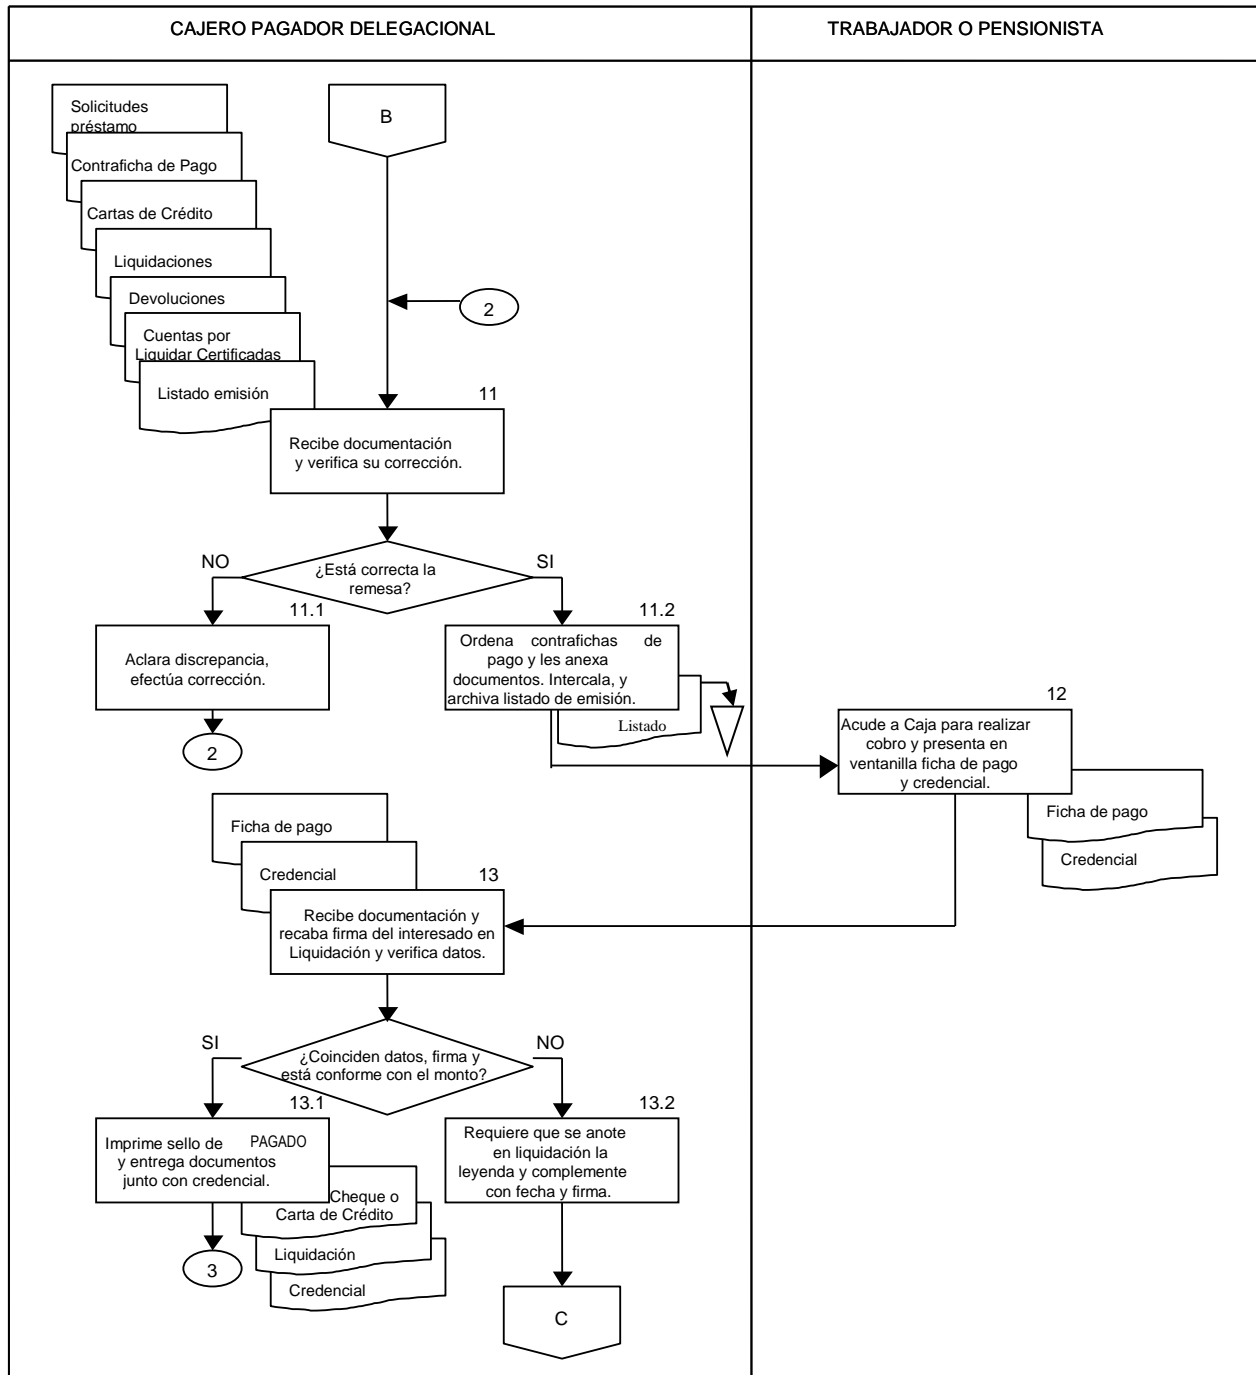 CAJERO PAGADOR DELEGACIONAL
TRABAJADOR O PENSIONISTA
Solicitudes
préstamo
B
Contraficha de Pago
Cartas de Crédito
Liquidaciones
Devoluciones
2
Cuentas por
Liquidar Certificadas
Listado emisión
11
Recibe documentación
y verifica su corrección.
NO
¿Está correcta la
remesa?
SI
11.1
Aclara discrepancia,
efectúa corrección.
2
11.2
Ordena contrafichas de
pago y les anexa
documentos. Intercala, y
archiva listado de emisión.
Listado
12
Acude a Caja para realizar
cobro y presenta en
ventanilla ficha de pago
y credencial.
Ficha de pago
Credencial
Ficha de pago
Credencial
13
Recibe documentación y
recaba firma del interesado en
Liquidación y verifica datos.
SI
¿Coinciden datos, firma y
está conforme con el monto?
NO
13.1
Imprime sello de PAGADO
y entrega documentos
junto con credencial.
Cheque o
Carta de Crédito
Liquidación
Credencial
3
13.2
Requiere que se anote
en liquidación la
leyenda y complemente
con fecha y firma.
C